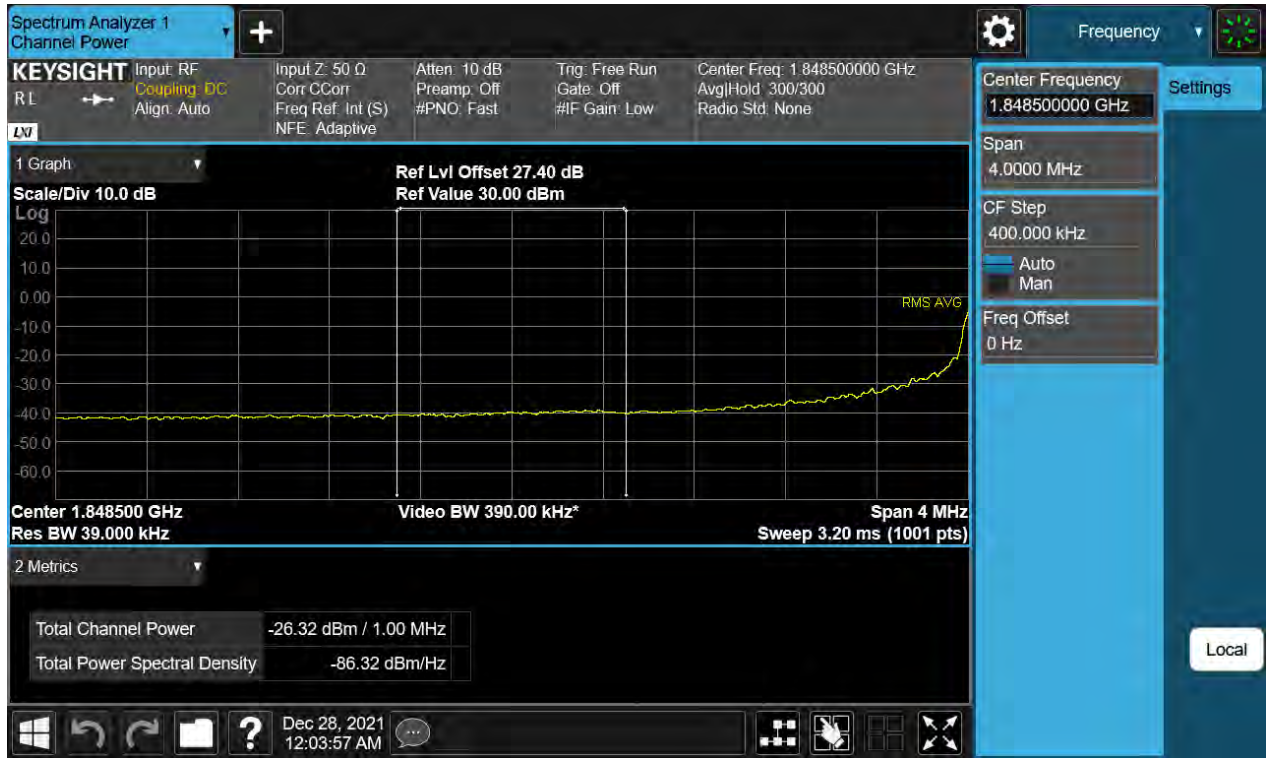 Spectrum Analyzer 1
Channel Power
+
Frequency
KEYSIGHT
RL
LXI
Input: RF
Coupling: DC
Align: Auto
Input Z: 50 Ω
Corr CCorr
Freq Ref: Int (S)
NFE: Adaptive
Atten: 10 dB
Preamp: Off
#PNO: Fast
Trig: Free Run
Gate: Off
#IF Gain: Low
Center Freq: 1.848500000 GHz
Avg|Hold: 300/300
Radio Std: None
Center Frequency
1.848500000 GHz
Settings
Span
4.0000 MHz
CF Step
400.000 kHz
Auto
Man
Freq Offset
0 Hz
1 Graph
Scale/Div 10.0 dB
Ref Lvl Offset 27.40 dB
Ref Value 30.00 dBm
Log
20.0
10.0
0.00
RMS AVG
-10.0
-20.0
-30.0
-40.0
-50.0
-60.0
Center 1.848500 GHz
Video BW 390.00 kHz*
Span 4 MHz
Res BW 39.000 kHz
Sweep 3.20 ms (1001 pts)
2 Metrics
Total Channel Power
-26.32 dBm / 1.00 MHz
Total Power Spectral Density
-86.32 dBm/Hz
Local
?
Dec 28, 2021
12:03:57 AM